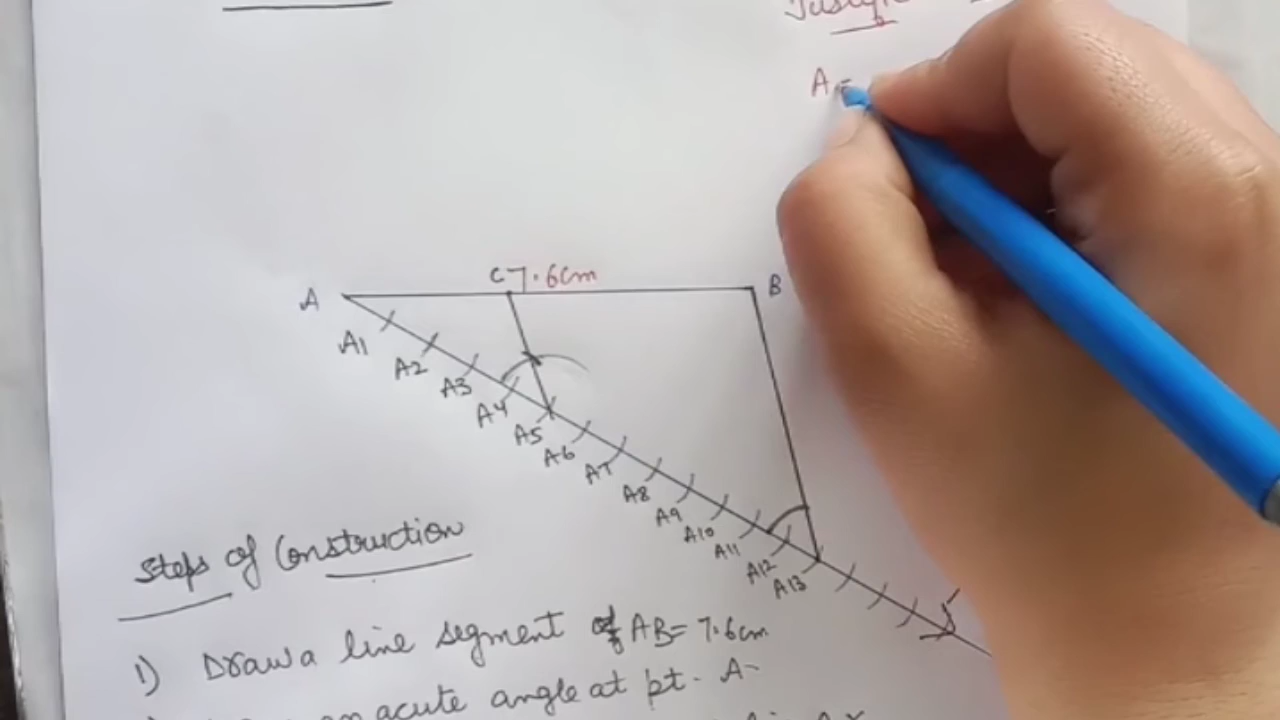 A
C 7.6cm
A
B
A1
A2
A3
A4
A5
A6
A7
A8
A9
A10
A11
A12
A13
Steps of Construction
1) Draw a line segment of AB= 7.6cm
acute angle at pt. A